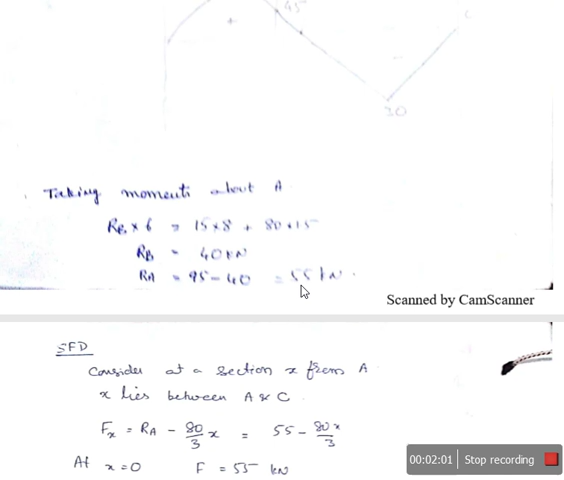 45
C
30
Taking moments about A
RB × 6 = 15×8 + 80×1.5
RB = 40 kN
RA = 95 - 40 = 55 kN.
Scanned by CamScanner
SFD
Consider at a section x from A
x lies between A & C
Fx = RA - 80/3 x = 55 - 80x/3
At x=0 F = 55 kN
00:02:01 Stop recording